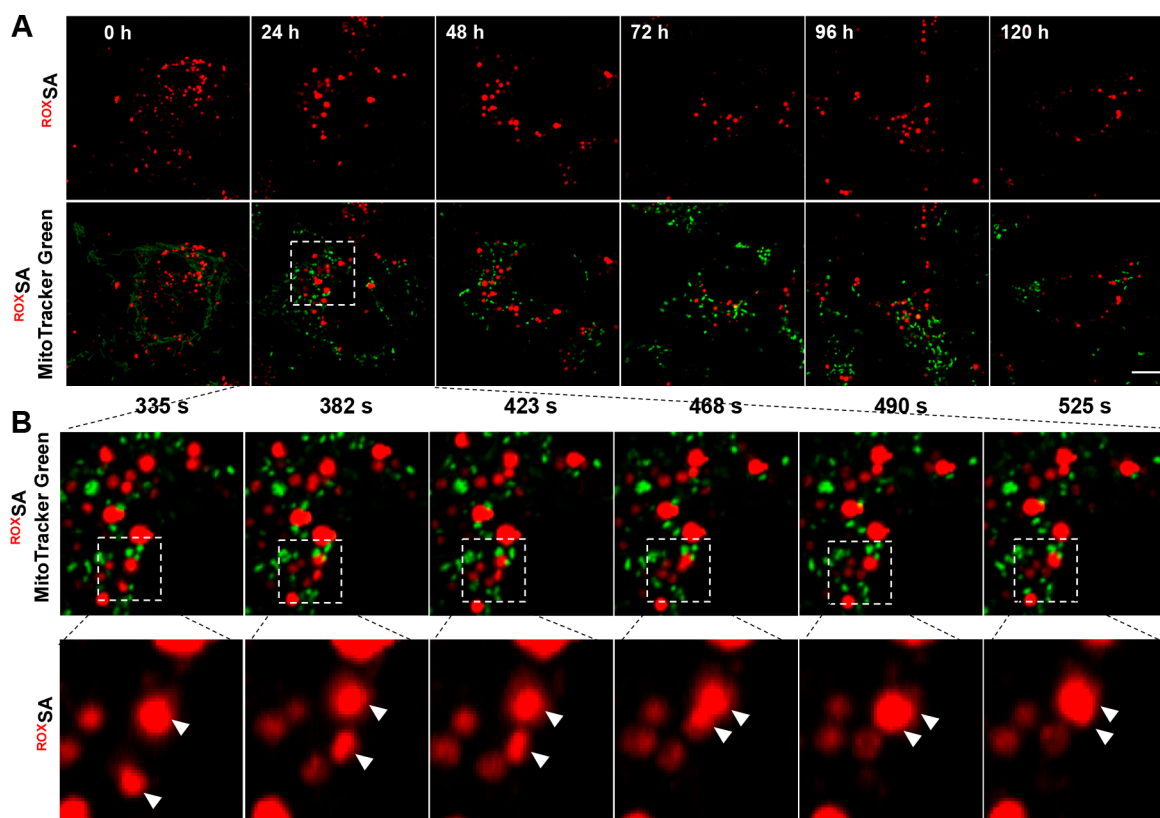 A
0 h
24 h
48 h
72 h
96 h
120 h
ROXSA
ROXSA
MitoTracker Green
335 s
382 s
423 s
468 s
490 s
525 s
B
ROXSA
MitoTracker Green
ROXSA